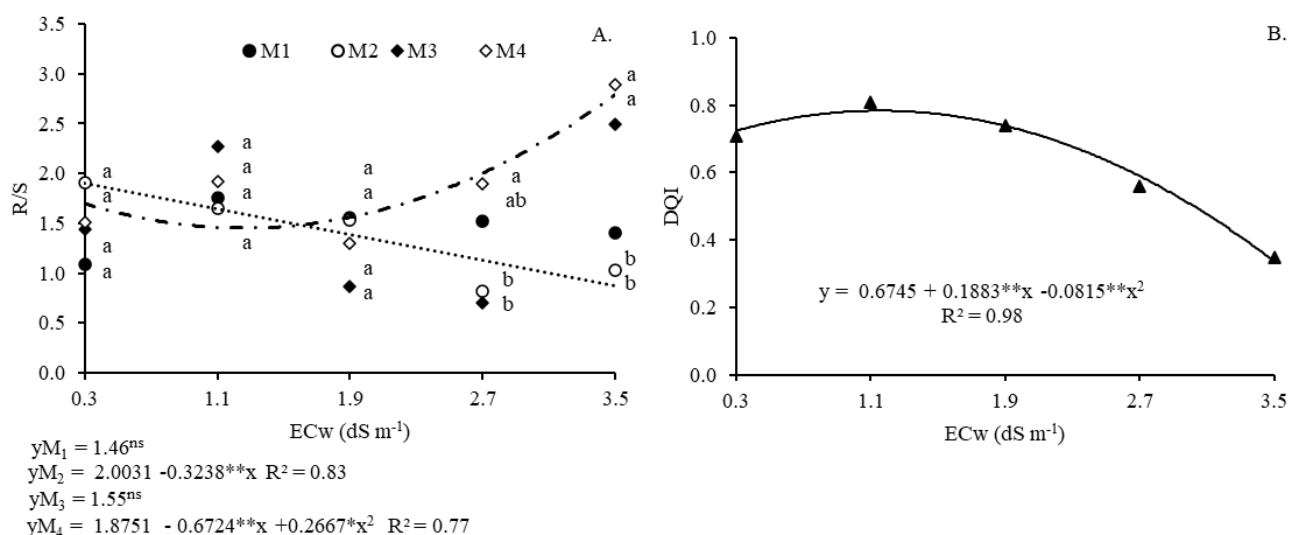 A.
3.5
3.0
2.5
2.0
1.5
1.0
0.5
0.0
R/S
M1 M2 M3 M4
a
a
a
a
a
a
a
a
a
a
a
a
a
a
ab
b
b
a
a
b
b
0.3 1.1 1.9 2.7 3.5
ECw (dS m⁻¹)
yM₁ = 1.46ⁿˢ
yM₂ = 2.0031 -0.3238**x R² = 0.83
yM₃ = 1.55ⁿˢ
yM₄ = 1.8751 - 0.6724**x +0.2667*x² R² = 0.77
B.
1.0
0.8
0.6
0.4
0.2
0.0
DQI
y = 0.6745 + 0.1883**x -0.0815**x²
R² = 0.98
0.3 1.1 1.9 2.7 3.5
ECw (dS m⁻¹)